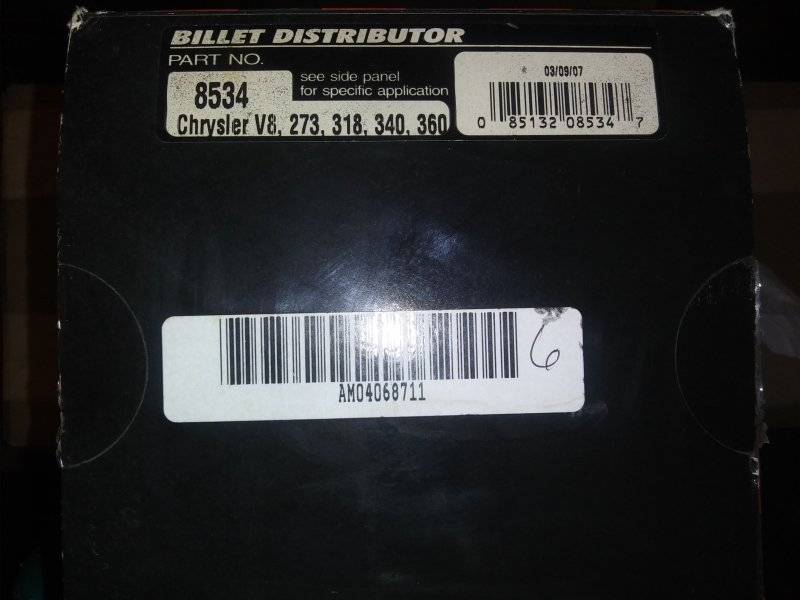 BILLET DISTRIBUTOR
PART NO.
8534
see side panel
for specific application
Chrysler V8, 273, 318, 340, 360
03/09/07
0 85132 08534 7
AM04068711
6